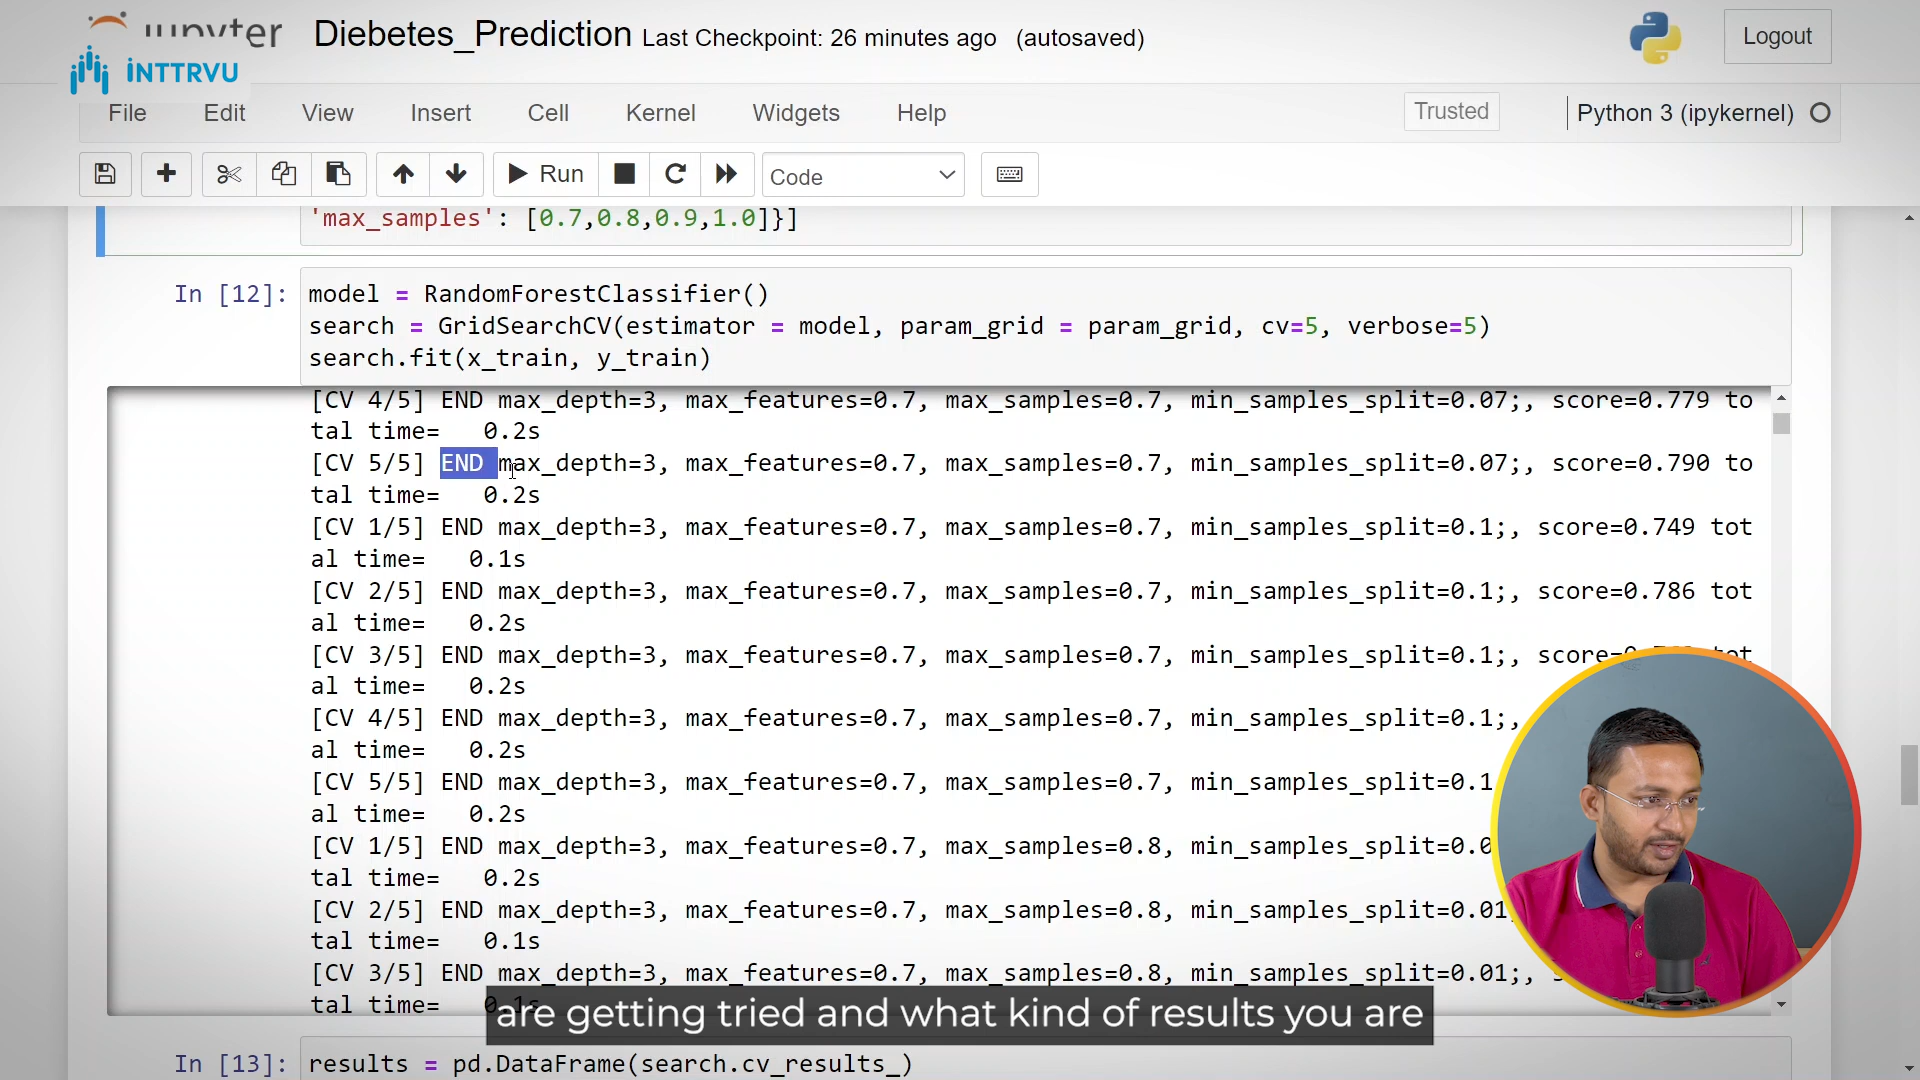 jupyter Diebetes_Prediction Last Checkpoint: 26 minutes ago (autosaved) Logout
INTTRVU
File Edit View Insert Cell Kernel Widgets Help Trusted Python 3 (ipykernel)
Run Code
'max_samples': [0.7,0.8,0.9,1.0]}]
In [12]: model = RandomForestClassifier()
search = GridSearchCV(estimator = model, param_grid = param_grid, cv=5, verbose=5)
search.fit(x_train, y_train)
[CV 4/5] END max_depth=3, max_features=0.7, max_samples=0.7, min_samples_split=0.07;, score=0.779 to
tal time=   0.2s
[CV 5/5] END max_depth=3, max_features=0.7, max_samples=0.7, min_samples_split=0.07;, score=0.790 to
tal time=   0.2s
[CV 1/5] END max_depth=3, max_features=0.7, max_samples=0.7, min_samples_split=0.1;, score=0.749 tot
al time=   0.1s
[CV 2/5] END max_depth=3, max_features=0.7, max_samples=0.7, min_samples_split=0.1;, score=0.786 tot
al time=   0.2s
[CV 3/5] END max_depth=3, max_features=0.7, max_samples=0.7, min_samples_split=0.1;, tot
al time=   0.2s
[CV 4/5] END max_depth=3, max_features=0.7, max_samples=0.7, min_samples_split=0.1;,
al time=   0.2s
[CV 5/5] END max_depth=3, max_features=0.7, max_samples=0.7, min_samples_split=0.1
al time=   0.2s
[CV 1/5] END max_depth=3, max_features=0.7, max_samples=0.8, min_samples_split=0.0
tal time=   0.2s
[CV 2/5] END max_depth=3, max_features=0.7, max_samples=0.8, min_samples_split=0.01
tal time=   0.1s
[CV 3/5] END max_depth=3, max_features=0.7, max_samples=0.8, min_samples_split=0.01;,
tal time=
are getting tried and what kind of results you are
In [13]: results = pd.DataFrame(search.cv_results_)